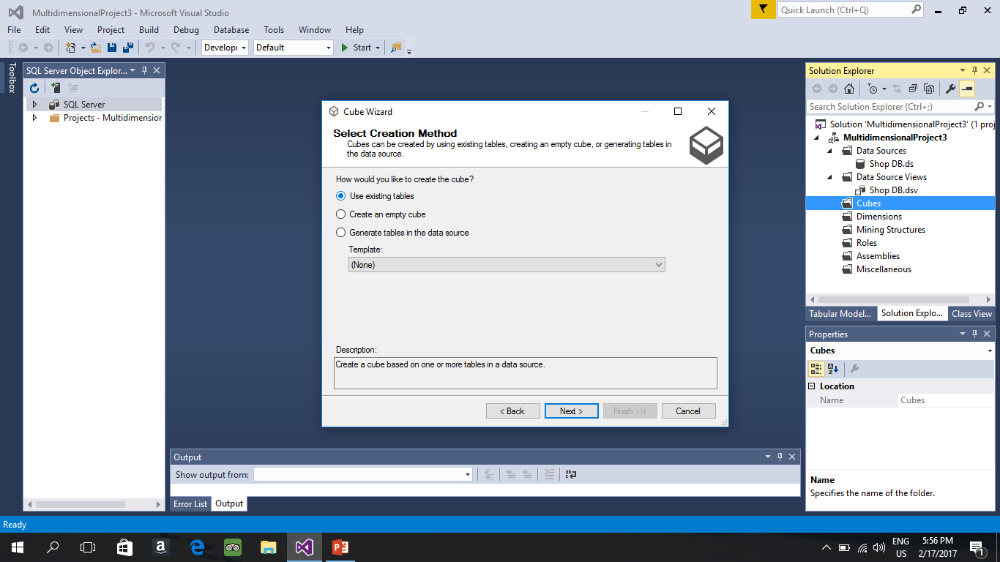 MultidimensionalProject3 - Microsoft Visual Studio
Quick Launch (Ctrl+Q)
File Edit View Project Build Debug Database Tools Window Help
Developi Default Start
Toolbox
SQL Server Object Explor...
SQL Server
Projects - Multidimension
Cube Wizard
Select Creation Method
Cubes can be created by using existing tables, creating an empty cube, or generating tables in
the data source.
How would you like to create the cube?
Use existing tables
Create an empty cube
Generate tables in the data source
Template:
(None)
Description:
Create a cube based on one or more tables in a data source.
< Back Next > Finish >>| Cancel
Output
Show output from:
Error List Output
Solution Explorer
Search Solution Explorer (Ctrl+;)
Solution 'MultidimensionalProject3' (1 proj
MultidimensionalProject3
Data Sources
Shop DB.ds
Data Source Views
Shop DB.dsv
Cubes
Dimensions
Mining Structures
Roles
Assemblies
Miscellaneous
Tabular Model... Solution Explo... Class View
Properties
Cubes
Location
Name Cubes
Name
Specifies the name of the folder.
Ready
ENG
US
5:56 PM
2/17/2017
1